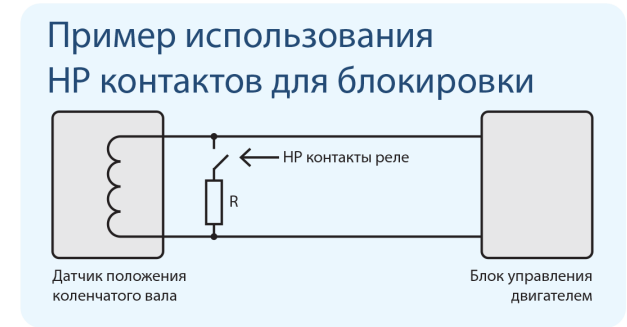 Пример использования
НР контактов для блокировки
НР контакты реле
R
Датчик положения
коленчатого вала
Блок управления
двигателем